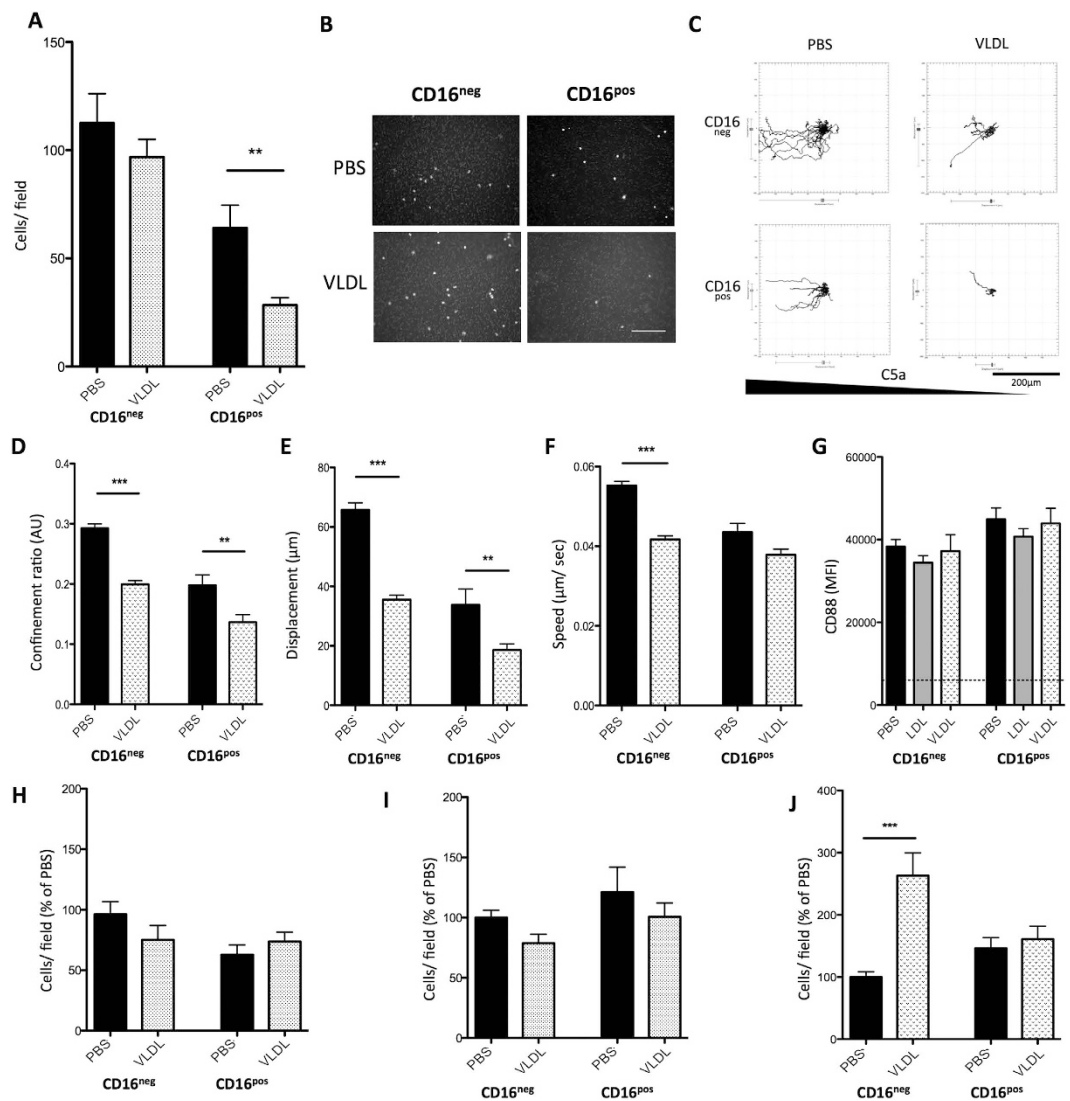 A
150
100
50
0
Cells/ field
**
PBS
VLDL
PBS
VLDL
CD16neg
CD16pos
B
CD16neg
CD16pos
PBS
VLDL
C
PBS
VLDL
CD16
neg
CD16
pos
C5a
200μm
D
0.4
0.3
0.2
0.1
0.0
Confinement ratio (AU)
***
**
PBS
VLDL
PBS
VLDL
CD16neg
CD16pos
E
80
60
40
20
0
Displacement (μm)
***
**
PBS
VLDL
PBS
VLDL
CD16neg
CD16pos
F
0.06
0.04
0.02
0.00
Speed (μm/ sec)
***
PBS
VLDL
PBS
VLDL
CD16neg
CD16pos
G
60000
40000
20000
0
CD88 (MFI)
PBS
LDL
VLDL
PBS
LDL
VLDL
CD16neg
CD16pos
H
200
150
100
50
0
Cells/ field (% of PBS)
PBS
VLDL
PBS
VLDL
CD16neg
CD16pos
I
200
150
100
50
0
Cells/ field (% of PBS)
PBS
VLDL
PBS
VLDL
CD16neg
CD16pos
J
400
300
200
100
0
Cells/ field (% of PBS)
***
PBS
VLDL
PBS
VLDL
CD16neg
CD16pos